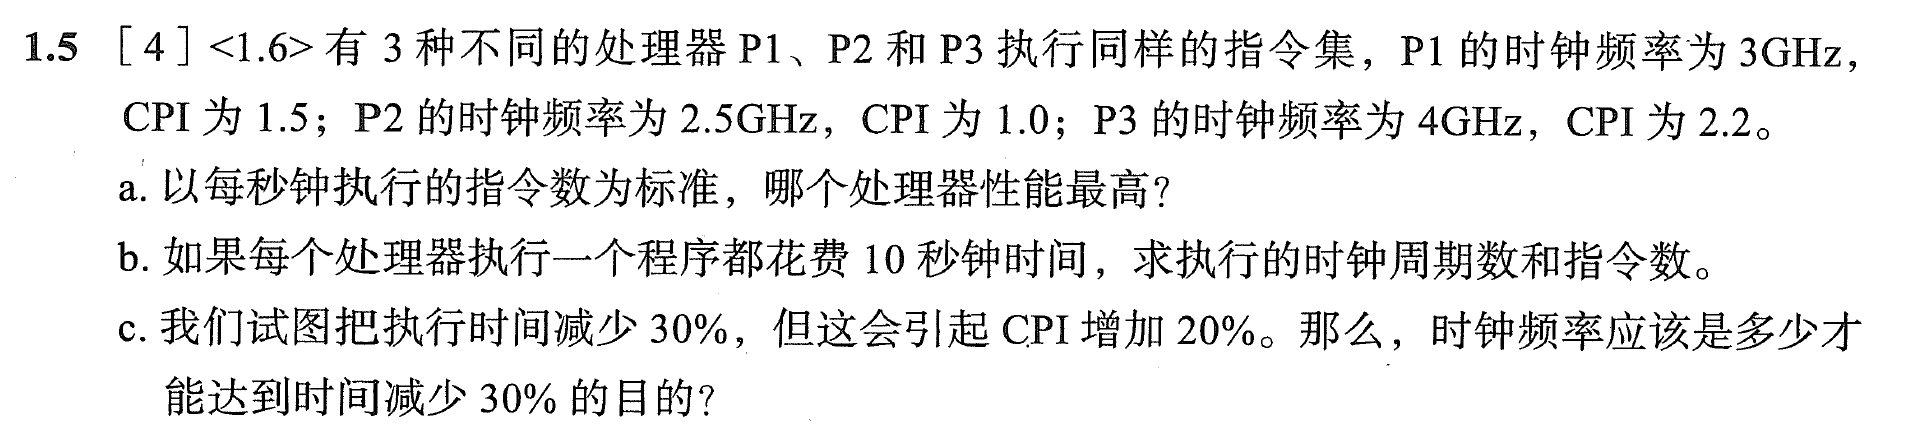 1.5 [4] <1.6> 有 3 种不同的处理器 P1、P2 和 P3 执行同样的指令集，P1 的时钟频率为 3GHz，
CPI 为 1.5；P2 的时钟频率为 2.5GHz，CPI 为 1.0；P3 的时钟频率为 4GHz，CPI 为 2.2。
a. 以每秒钟执行的指令数为标准，哪个处理器性能最高？
b. 如果每个处理器执行一个程序都花费 10 秒钟时间，求执行的时钟周期数和指令数。
c. 我们试图把执行时间减少 30%，但这会引起 CPI 增加 20%。那么，时钟频率应该是多少才
能达到时间减少 30% 的目的？